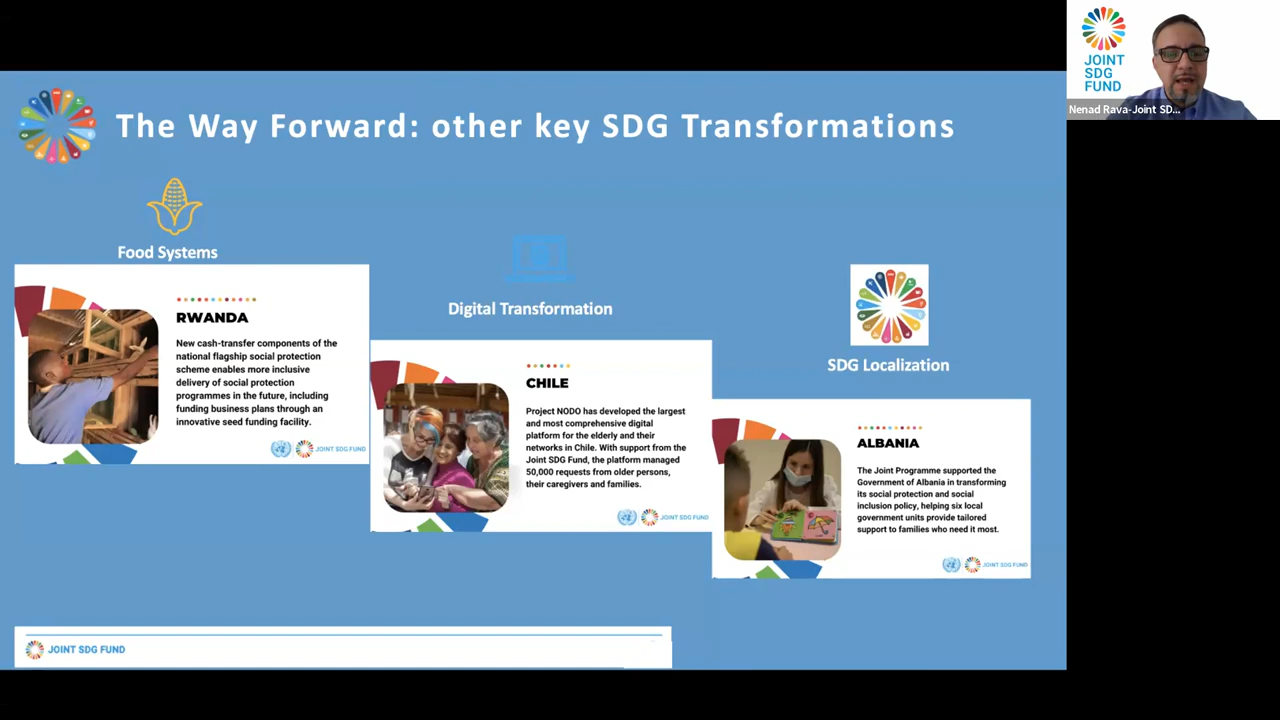 The Way Forward: other key SDG Transformations
Food Systems
RWANDA
New cash-transfer components of the
national flagship social protection
scheme enables more inclusive
delivery of social protection
programmes in the future, including
funding business plans through an
innovative seed funding facility.
JOINT SDG FUND
Digital Transformation
CHILE
Project NODO has developed the largest
and most comprehensive digital
platform for the elderly and their
networks in Chile. With support from the
Joint SDG Fund, the platform managed
50,000 requests from older persons,
their caregivers and families.
JOINT SDG FUND
SDG Localization
ALBANIA
The Joint Programme supported the
Government of Albania in transforming
its social protection and social
inclusion policy, helping six local
government units provide tailored
support to families who need it most.
JOINT SDG FUND
JOINT SDG FUND
JOINT
SDG
FUND
Nenad Rava-Joint SD...